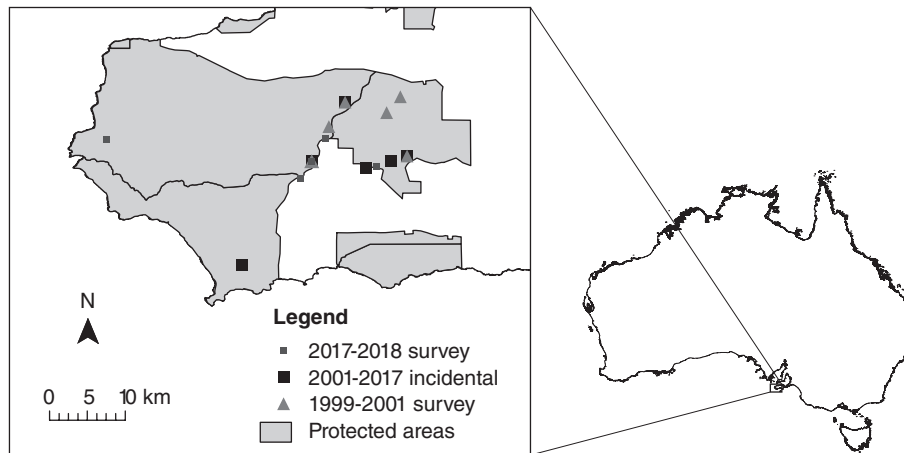 N
0 5 10 km
Legend
2017-2018 survey
2001-2017 incidental
1999-2001 survey
Protected areas